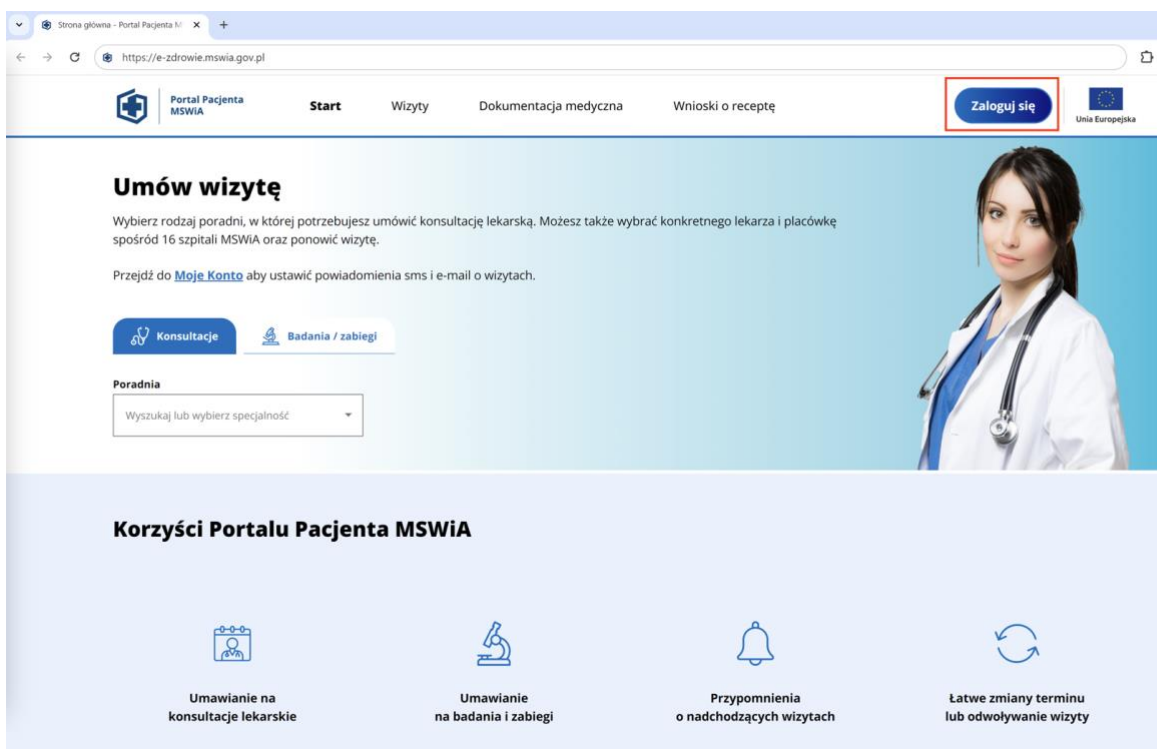 Strona główna - Portal Pacjenta M
https://e-zdrowie.mswia.gov.pl
Portal Pacjenta
MSWiA
Start
Wizyty
Dokumentacja medyczna
Wnioski o receptę
Zaloguj się
Unia Europejska
Umów wizytę
Wybierz rodzaj poradni, w której potrzebujesz umówić konsultację lekarską. Możesz także wybrać konkretnego lekarza i placówkę
spośród 16 szpitali MSWiA oraz ponowić wizytę.
Przejdź do Moje Konto aby ustawić powiadomienia sms i e-mail o wizytach.
Konsultacje
Badania / zabiegi
Poradnia
Wyszukaj lub wybierz specjalność
Korzyści Portalu Pacjenta MSWiA
Umawianie na
konsultacje lekarskie
Umawianie
na badania i zabiegi
Przypomnienia
o nadchodzących wizytach
Łatwe zmiany terminu
lub odwoływanie wizyty